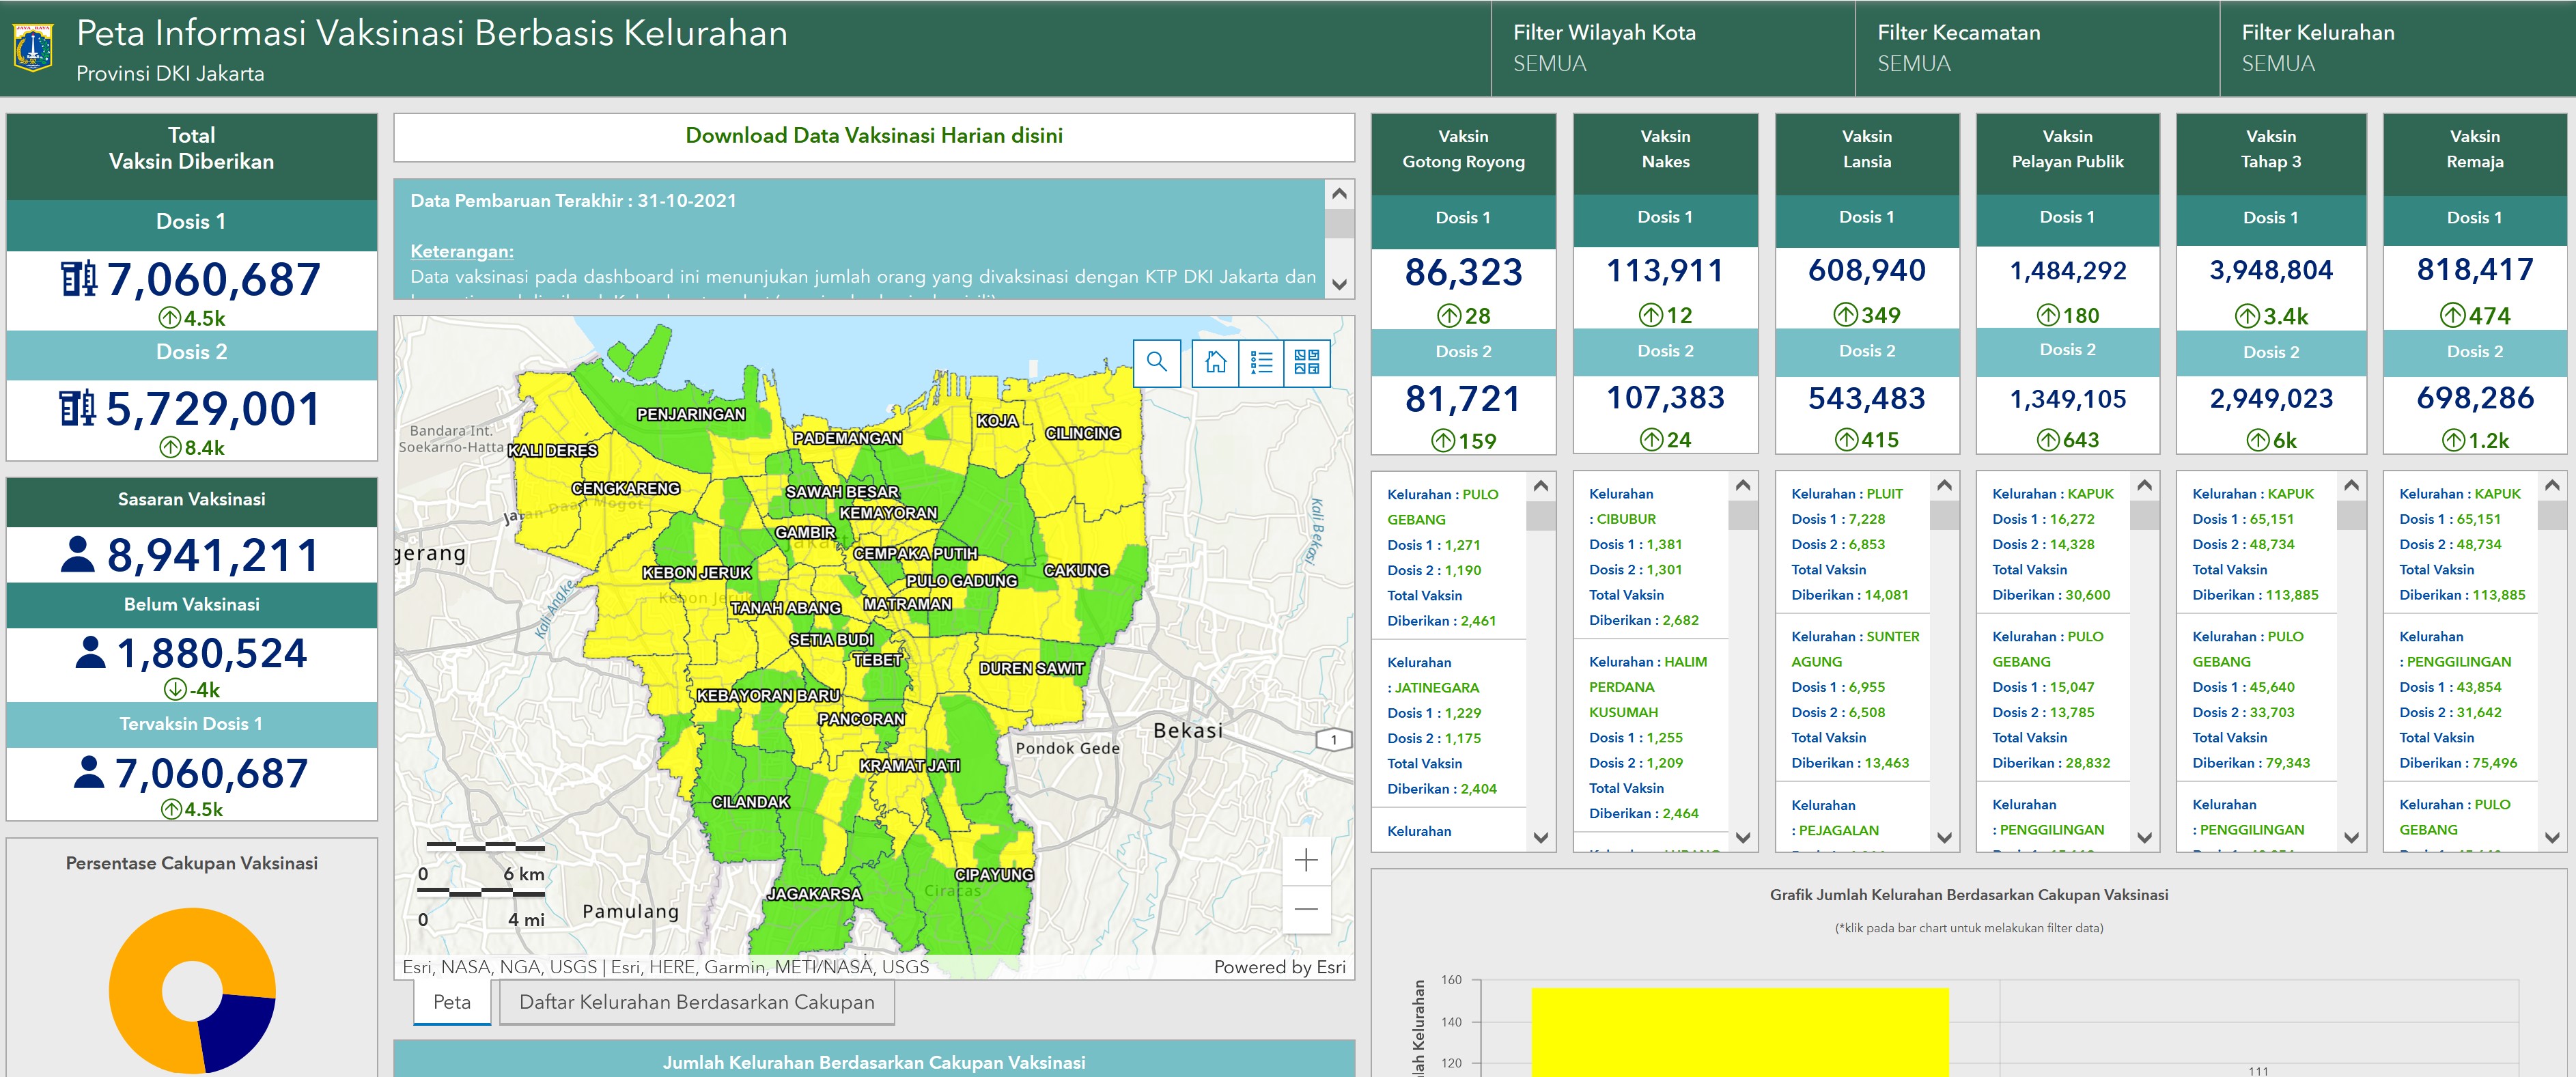 Peta Informasi Vaksinasi Berbasis Kelurahan
Provinsi DKI Jakarta
Filter Wilayah Kota
SEMUA
Filter Kecamatan
SEMUA
Filter Kelurahan
SEMUA
Total
Vaksin Diberikan
Dosis 1
7,060,687
4.5k
Dosis 2
5,729,001
8.4k
Sasaran Vaksinasi
8,941,211
Belum Vaksinasi
1,880,524
-4k
Tervaksin Dosis 1
7,060,687
4.5k
Persentase Cakupan Vaksinasi
Download Data Vaksinasi Harian disini
Data Pembaruan Terakhir : 31-10-2021
Keterangan:
Data vaksinasi pada dashboard ini menunjukan jumlah orang yang divaksinasi dengan KTP DKI Jakarta dan
PENJARINGAN
PADEMANGAN
KOJA
CILINCING
Bandara Int.
Soekarno-Hatta
KALI DERES
CENGKARENG
SAWAH BESAR
KEMAYORAN
GAMBIR
Jakarta
CEMPAKA PUTIH
gerang
KEBON JERUK
Kebon Jeruk
PULO GADUNG
CAKUNG
TANAH ABANG
MATRAMAN
SETIA BUDI
TEBET
DUREN SAWIT
KEBAYORAN BARU
PANCORAN
Kali Angke
Kali Bekasi
Bekasi
Pondok Gede
1
KRAMAT JATI
CILANDAK
CIPAYUNG
Ciracas
JAGAKARSA
Pamulang
0 6 km
0 4 mi
Esri, NASA, NGA, USGS | Esri, HERE, Garmin, METI/NASA, USGS
Powered by Esri
Peta
Daftar Kelurahan Berdasarkan Cakupan
Jumlah Kelurahan Berdasarkan Cakupan Vaksinasi
Vaksin
Gotong Royong
Dosis 1
86,323
28
Dosis 2
81,721
159
Vaksin
Nakes
Dosis 1
113,911
12
Dosis 2
107,383
24
Vaksin
Lansia
Dosis 1
608,940
349
Dosis 2
543,483
415
Vaksin
Pelayan Publik
Dosis 1
1,484,292
180
Dosis 2
1,349,105
643
Vaksin
Tahap 3
Dosis 1
3,948,804
3.4k
Dosis 2
2,949,023
6k
Vaksin
Remaja
Dosis 1
818,417
474
Dosis 2
698,286
1.2k
Kelurahan : PULO
GEBANG
Dosis 1 : 1,271
Dosis 2 : 1,190
Total Vaksin
Diberikan : 2,461
Kelurahan
: JATINEGARA
Dosis 1 : 1,229
Dosis 2 : 1,175
Total Vaksin
Diberikan : 2,404
Kelurahan
Kelurahan
: CIBUBUR
Dosis 1 : 1,381
Dosis 2 : 1,301
Total Vaksin
Diberikan : 2,682
Kelurahan : HALIM
PERDANA
KUSUMAH
Dosis 1 : 1,255
Dosis 2 : 1,209
Total Vaksin
Diberikan : 2,464
Kelurahan : PLUIT
Dosis 1 : 7,228
Dosis 2 : 6,853
Total Vaksin
Diberikan : 14,081
Kelurahan : SUNTER
AGUNG
Dosis 1 : 6,955
Dosis 2 : 6,508
Total Vaksin
Diberikan : 13,463
Kelurahan
: PEJAGALAN
Kelurahan : KAPUK
Dosis 1 : 16,272
Dosis 2 : 14,328
Total Vaksin
Diberikan : 30,600
Kelurahan : PULO
GEBANG
Dosis 1 : 15,047
Dosis 2 : 13,785
Total Vaksin
Diberikan : 28,832
Kelurahan
: PENGGILINGAN
Kelurahan : KAPUK
Dosis 1 : 65,151
Dosis 2 : 48,734
Total Vaksin
Diberikan : 113,885
Kelurahan : PULO
GEBANG
Dosis 1 : 45,640
Dosis 2 : 33,703
Total Vaksin
Diberikan : 79,343
Kelurahan
: PENGGILINGAN
Kelurahan : KAPUK
Dosis 1 : 65,151
Dosis 2 : 48,734
Total Vaksin
Diberikan : 113,885
Kelurahan
: PENGGILINGAN
Dosis 1 : 43,854
Dosis 2 : 31,642
Total Vaksin
Diberikan : 75,496
Kelurahan : PULO
GEBANG
Grafik Jumlah Kelurahan Berdasarkan Cakupan Vaksinasi
(*klik pada bar chart untuk melakukan filter data)
Kelurahan
160
140
120
111